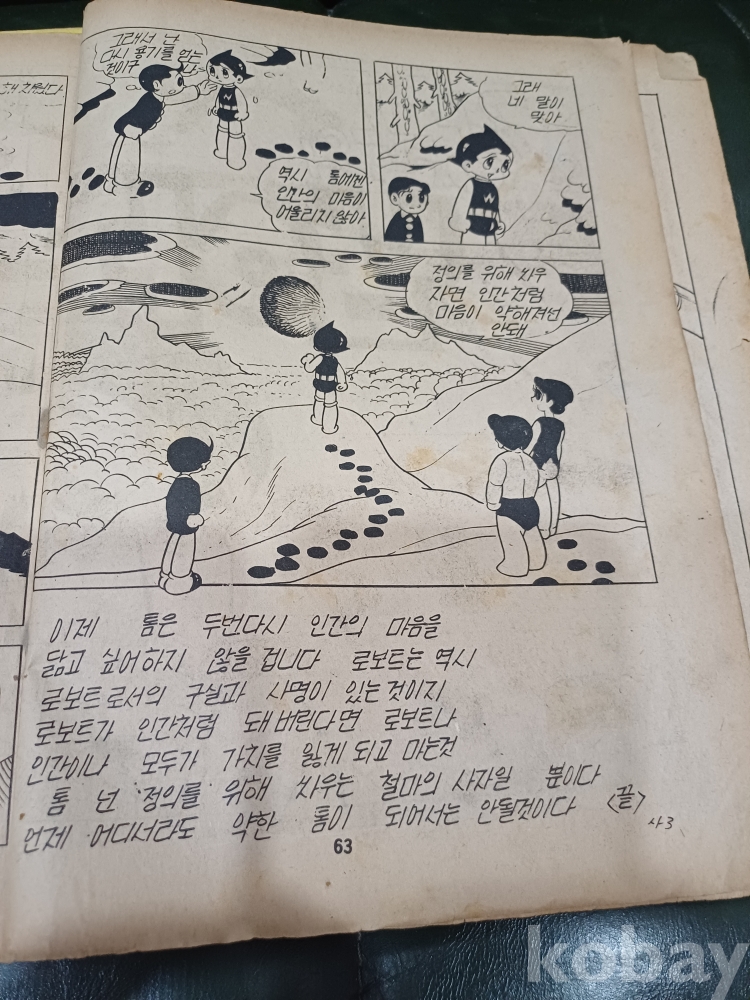 그래서 난
다시 용기를 얻는
것이구
역시 톰에겐
인간의 마음이
어울리지 않아
그래
네 말이
맞아
정의를 위해 싸우
자면 인간처럼
마음이 약해져선
안돼
이제 톰은 두번다시 인간의 마음을
닮고 싶어하지 않을 겁니다 로보트는 역시
로보트로서의 구실과 사명이 있는것이지
로보트가 인간처럼 돼버린다면 로보트나
인간이나 모두가 가치를 잃게 되고 마는것
톰 넌 정의를 위해 싸우는 철마의 사자일 뿐이다
언제 어디서라도 약한 톰이 되어서는 안될것이다 <끝>
63
kobay